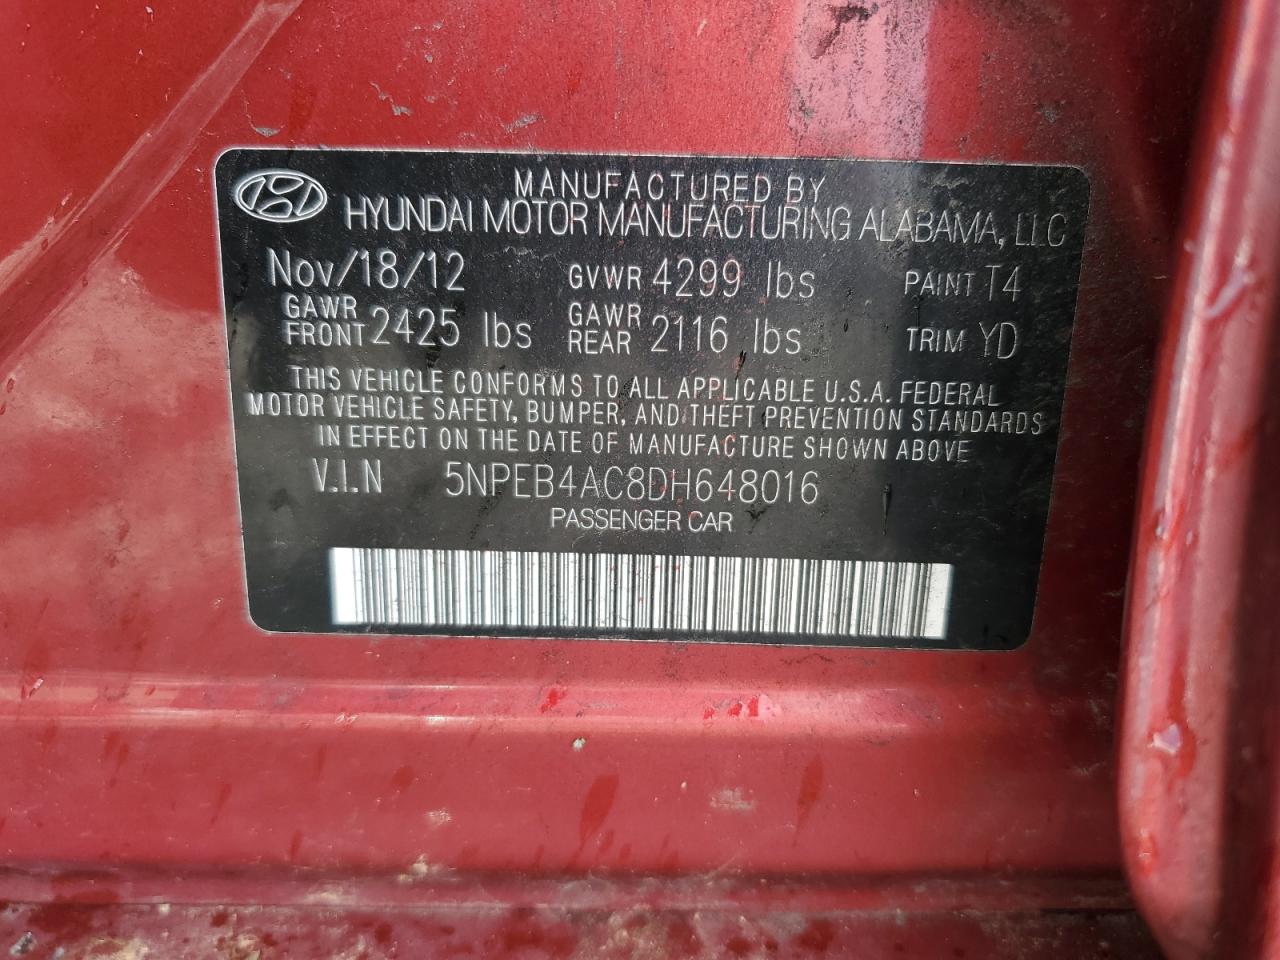 MANUFACTURED BY
HYUNDAI MOTOR MANUFACTURING ALABAMA, LLC
Nov/18/12 GVWR 4299 lbs PAINT T4
GAWR FRONT 2425 lbs GAWR REAR 2116 lbs TRIM YD
THIS VEHICLE CONFORMS TO ALL APPLICABLE U.S.A. FEDERAL
MOTOR VEHICLE SAFETY, BUMPER, AND THEFT PREVENTION STANDARDS
IN EFFECT ON THE DATE OF MANUFACTURE SHOWN ABOVE
V.I.N 5NPEB4AC8DH648016
PASSENGER CAR